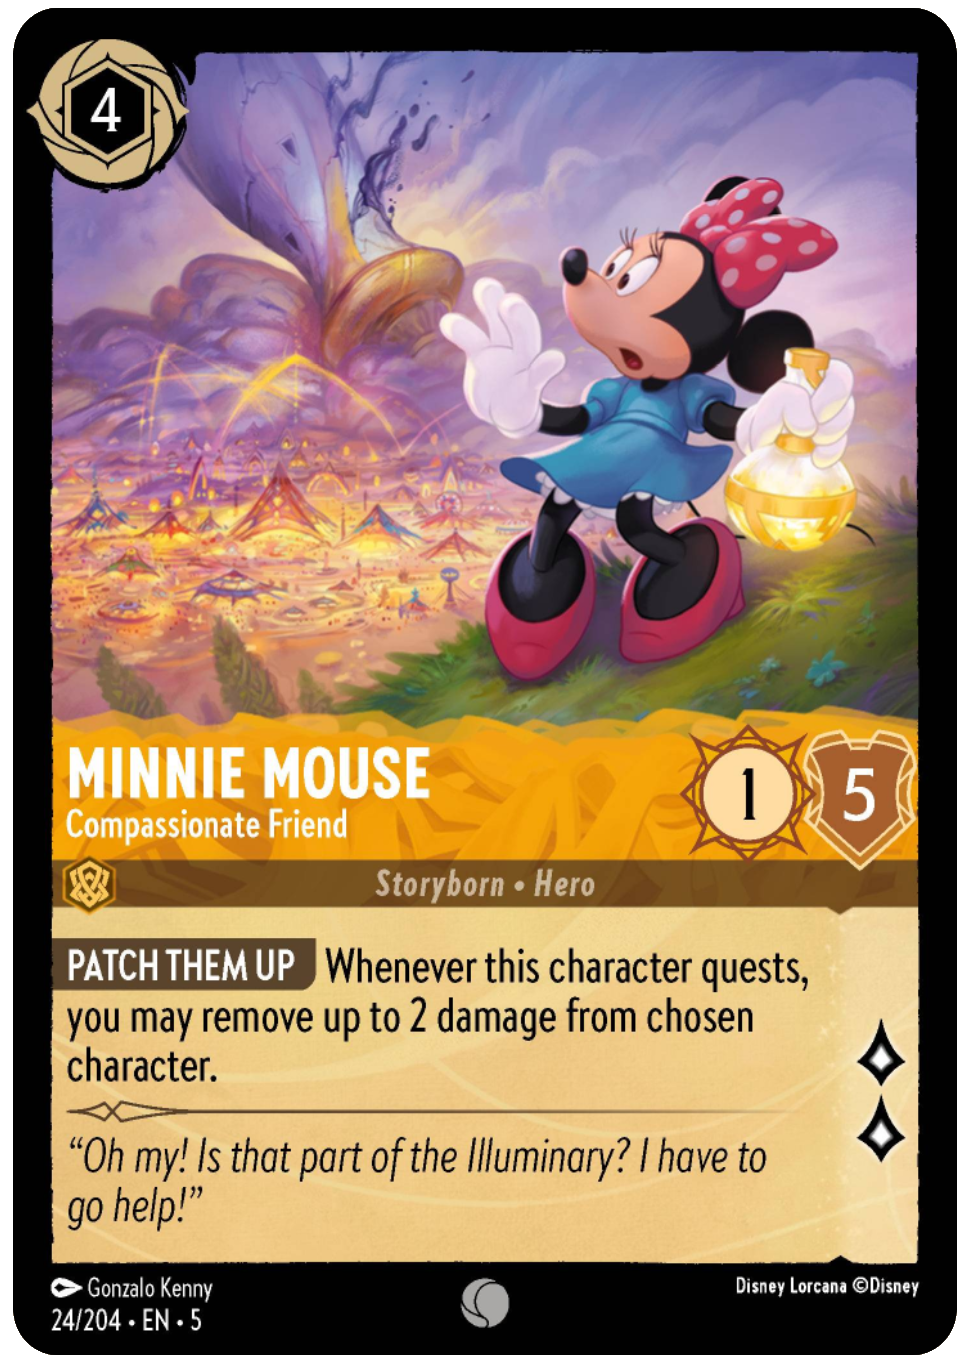 4
MINNIE MOUSE
Compassionate Friend
1
5
Storyborn • Hero
PATCH THEM UP Whenever this character quests,
you may remove up to 2 damage from chosen
character.
“Oh my! Is that part of the Illuminary? I have to
go help!”
Gonzalo Kenny
Disney Lorcana ©Disney
24/204 • EN • 5